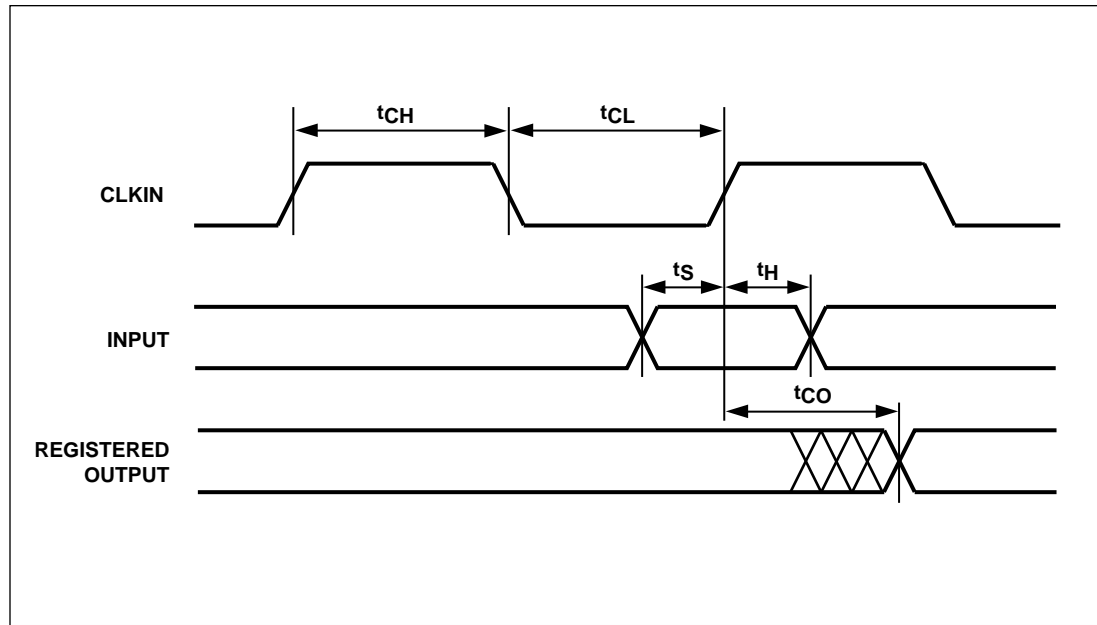 tCH
tCL
CLKIN
tS
tH
INPUT
tCO
REGISTERED
OUTPUT